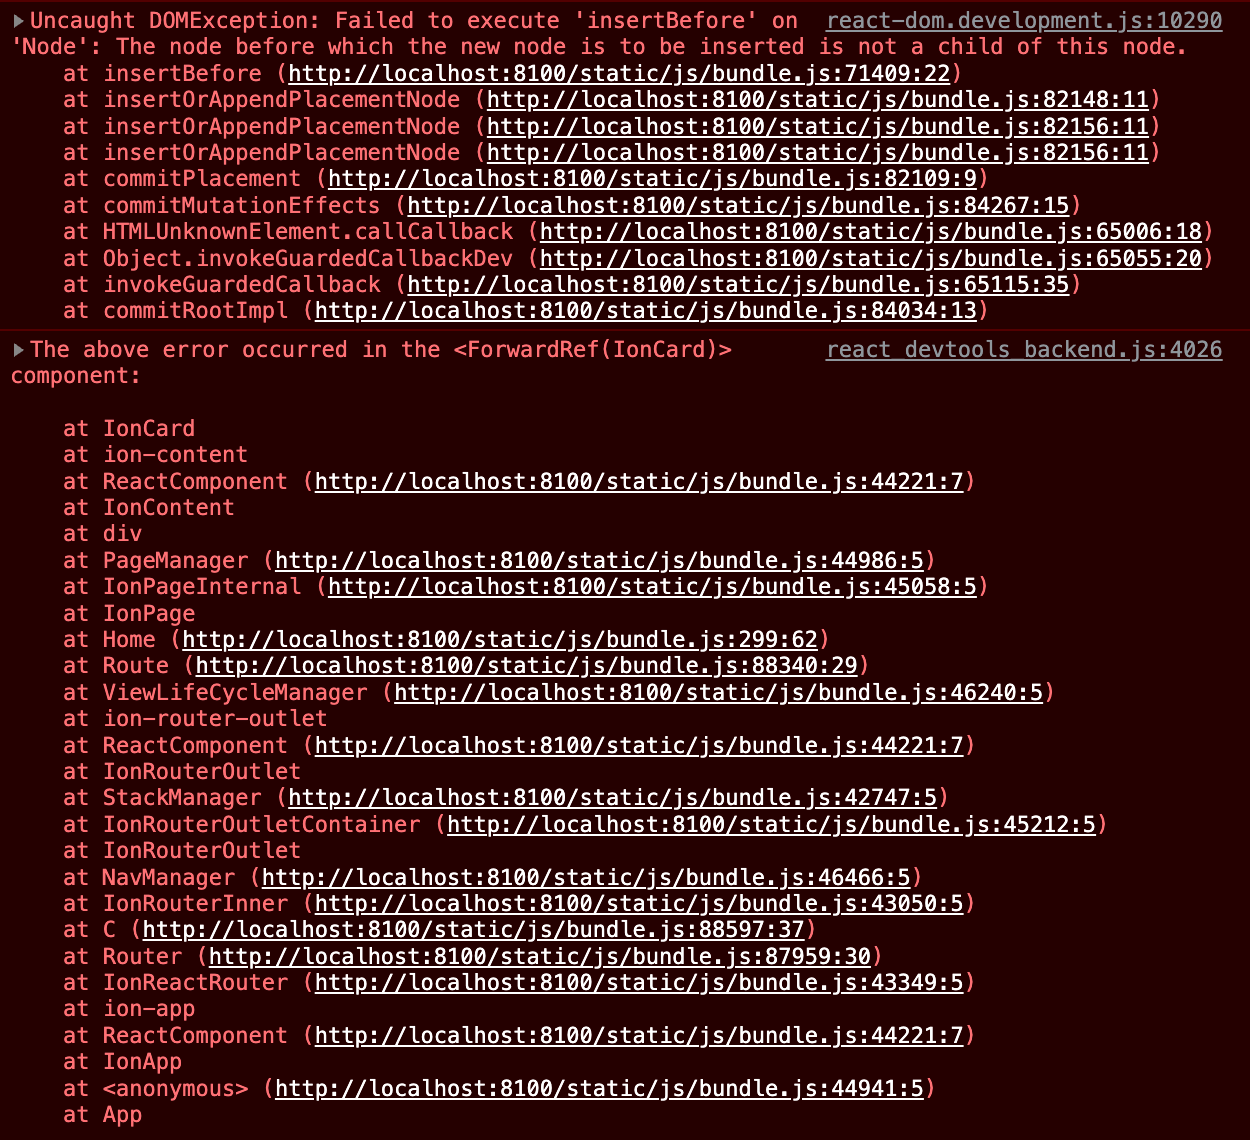 ▶Uncaught DOMException: Failed to execute 'insertBefore' on react-dom.development.js:10290
'Node': The node before which the new node is to be inserted is not a child of this node.
at insertBefore (http://localhost:8100/static/js/bundle.js:71409:22)
at insertOrAppendPlacementNode (http://localhost:8100/static/js/bundle.js:82148:11)
at insertOrAppendPlacementNode (http://localhost:8100/static/js/bundle.js:82156:11)
at insertOrAppendPlacementNode (http://localhost:8100/static/js/bundle.js:82156:11)
at commitPlacement (http://localhost:8100/static/js/bundle.js:82109:9)
at commitMutationEffects (http://localhost:8100/static/js/bundle.js:84267:15)
at HTMLUnknownElement.callCallback (http://localhost:8100/static/js/bundle.js:65006:18)
at Object.invokeGuardedCallbackDev (http://localhost:8100/static/js/bundle.js:65055:20)
at invokeGuardedCallback (http://localhost:8100/static/js/bundle.js:65115:35)
at commitRootImpl (http://localhost:8100/static/js/bundle.js:84034:13)
▶The above error occurred in the <ForwardRef(IonCard)> react_devtools_backend.js:4026
component:
at IonCard
at ion-content
at ReactComponent (http://localhost:8100/static/js/bundle.js:44221:7)
at IonContent
at div
at PageManager (http://localhost:8100/static/js/bundle.js:44986:5)
at IonPageInternal (http://localhost:8100/static/js/bundle.js:45058:5)
at IonPage
at Home (http://localhost:8100/static/js/bundle.js:299:62)
at Route (http://localhost:8100/static/js/bundle.js:88340:29)
at ViewLifeCycleManager (http://localhost:8100/static/js/bundle.js:46240:5)
at ion-router-outlet
at ReactComponent (http://localhost:8100/static/js/bundle.js:44221:7)
at IonRouterOutlet
at StackManager (http://localhost:8100/static/js/bundle.js:42747:5)
at IonRouterOutletContainer (http://localhost:8100/static/js/bundle.js:45212:5)
at IonRouterOutlet
at NavManager (http://localhost:8100/static/js/bundle.js:46466:5)
at IonRouterInner (http://localhost:8100/static/js/bundle.js:43050:5)
at C (http://localhost:8100/static/js/bundle.js:88597:37)
at Router (http://localhost:8100/static/js/bundle.js:87959:30)
at IonReactRouter (http://localhost:8100/static/js/bundle.js:43349:5)
at ion-app
at ReactComponent (http://localhost:8100/static/js/bundle.js:44221:7)
at IonApp
at <anonymous> (http://localhost:8100/static/js/bundle.js:44941:5)
at App